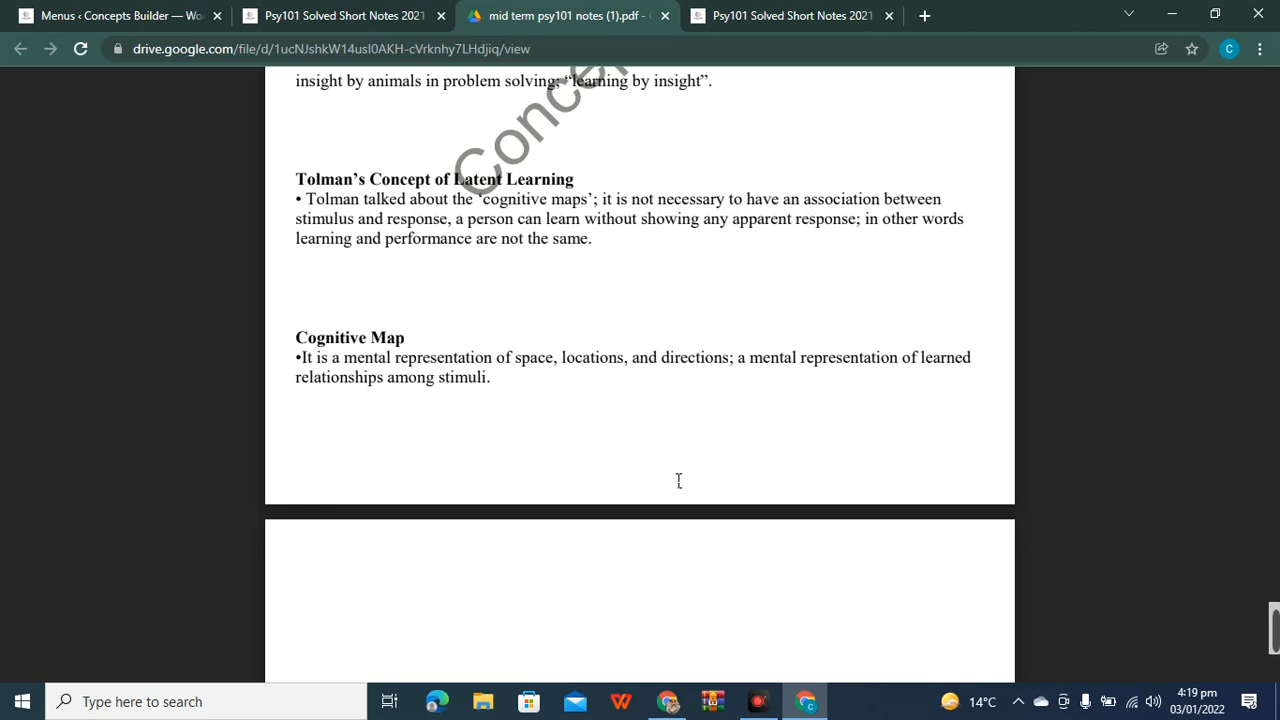 Menus ‹ Concepts Builder — Wo
Psy101 Solved Short Notes 2021
mid term psy101 notes (1).pdf - G
Psy101 Solved Short Notes 2021
drive.google.com/file/d/1ucNJshkW14usl0AKH-cVrknhy7LHdjiq/view
C
insight by animals in problem solving; “learning by insight”.
Concep
Tolman’s Concept of Latent Learning
• Tolman talked about the ‘cognitive maps’; it is not necessary to have an association between
stimulus and response, a person can learn without showing any apparent response; in other words
learning and performance are not the same.
Cognitive Map
•It is a mental representation of space, locations, and directions; a mental representation of learned
relationships among stimuli.
Type here to search
14°C
4:19 pm
03/01/2022